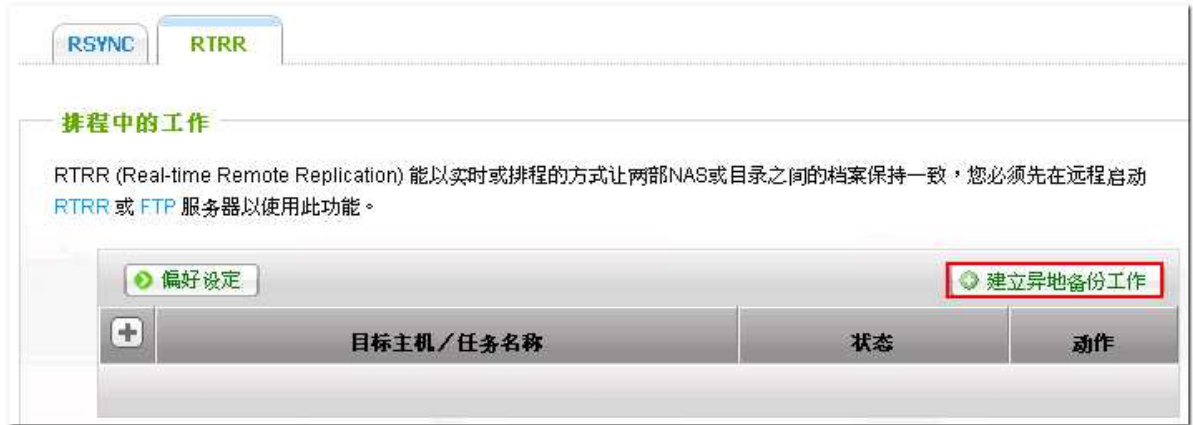 RSYNC RTRR
排程中的工作
RTRR (Real-time Remote Replication) 能以实时或排程的方式让两部NAS或目录之间的档案保持一致，您必须先在远程启动
RTRR 或 FTP 服务器以使用此功能。
偏好设定 建立异地备份工作
目标主机／任务名称 状态 动作